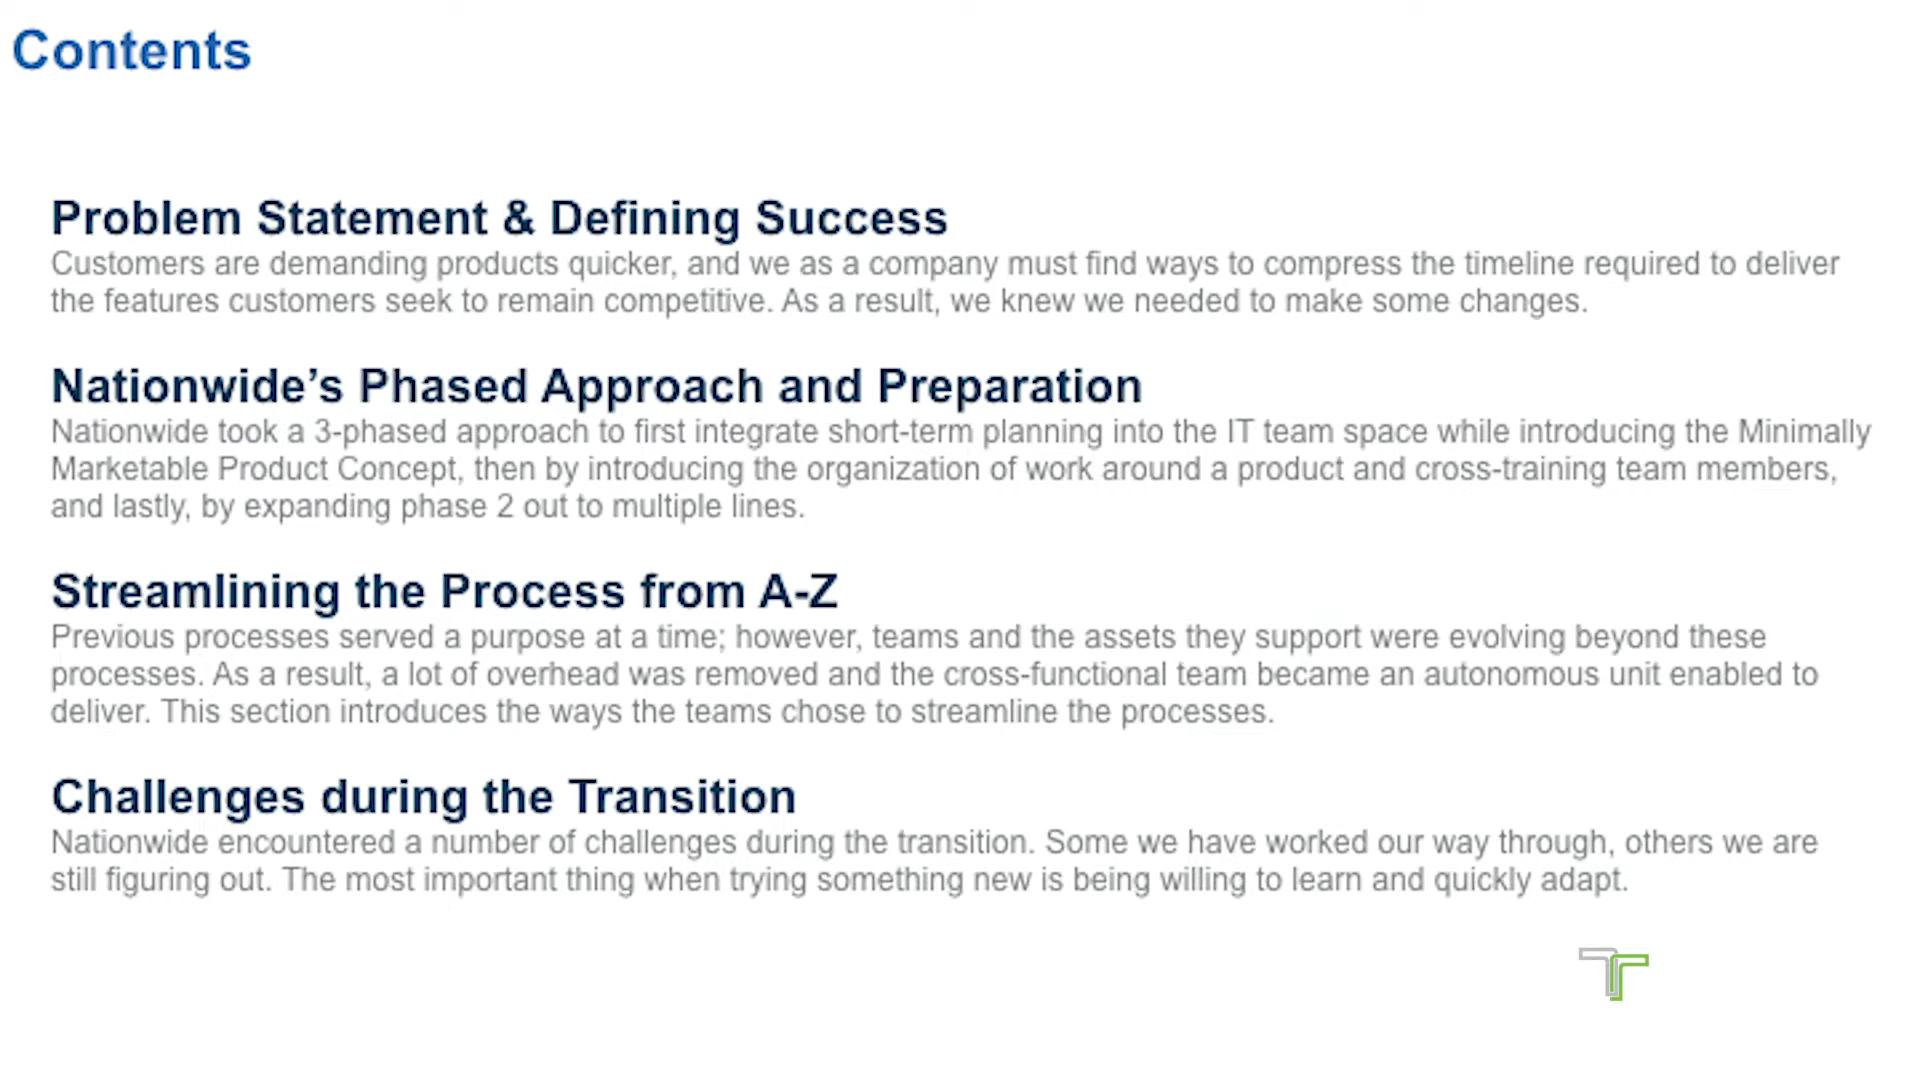 Contents
Problem Statement & Defining Success
Customers are demanding products quicker, and we as a company must find ways to compress the timeline required to deliver
the features customers seek to remain competitive. As a result, we knew we needed to make some changes.
Nationwide’s Phased Approach and Preparation
Nationwide took a 3-phased approach to first integrate short-term planning into the IT team space while introducing the Minimally
Marketable Product Concept, then by introducing the organization of work around a product and cross-training team members,
and lastly, by expanding phase 2 out to multiple lines.
Streamlining the Process from A-Z
Previous processes served a purpose at a time; however, teams and the assets they support were evolving beyond these
processes. As a result, a lot of overhead was removed and the cross-functional team became an autonomous unit enabled to
deliver. This section introduces the ways the teams chose to streamline the processes.
Challenges during the Transition
Nationwide encountered a number of challenges during the transition. Some we have worked our way through, others we are
still figuring out. The most important thing when trying something new is being willing to learn and quickly adapt.